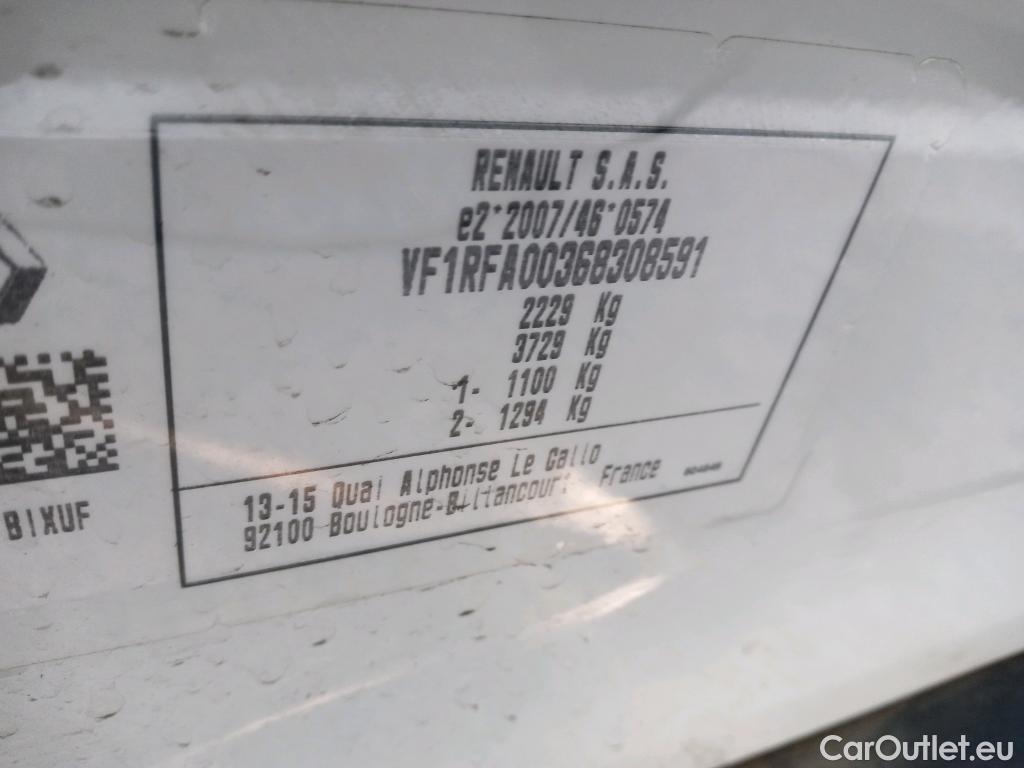 RENAULT S.A.S.
e2*2007/46*0574
VF1RFA00368308591
2229 Kg
3729 Kg
1- 1100 Kg
2- 1294 Kg
13-15 Quai Alphonse Le Gallo
92100 Boulogne-Billancourt France
BIXUF
CarOutlet.eu